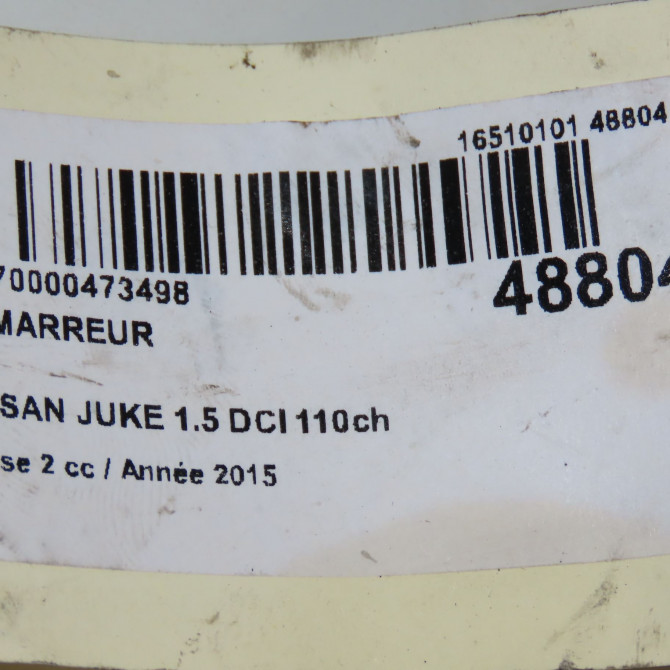 16510101 48804
70000473498
48804
MARREUR
SAN JUKE 1.5 DCI 110ch
se 2 cc / Année 2015